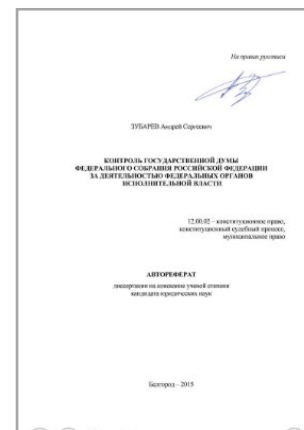 На правах рукописи
ЗУБАРЕВ Андрей Сергеевич
КОНТРОЛЬ ГОСУДАРСТВЕННОЙ ДУМЫ
ФЕДЕРАЛЬНОГО СОБРАНИЯ РОССИЙСКОЙ ФЕДЕРАЦИИ
ЗА ДЕЯТЕЛЬНОСТЬЮ ФЕДЕРАЛЬНЫХ ОРГАНОВ
ИСПОЛНИТЕЛЬНОЙ ВЛАСТИ
12.00.02 – конституционное право,
конституционный судебный процесс,
муниципальное право
АВТОРЕФЕРАТ
диссертации на соискание ученой степени
кандидата юридических наук
Белгород – 2015